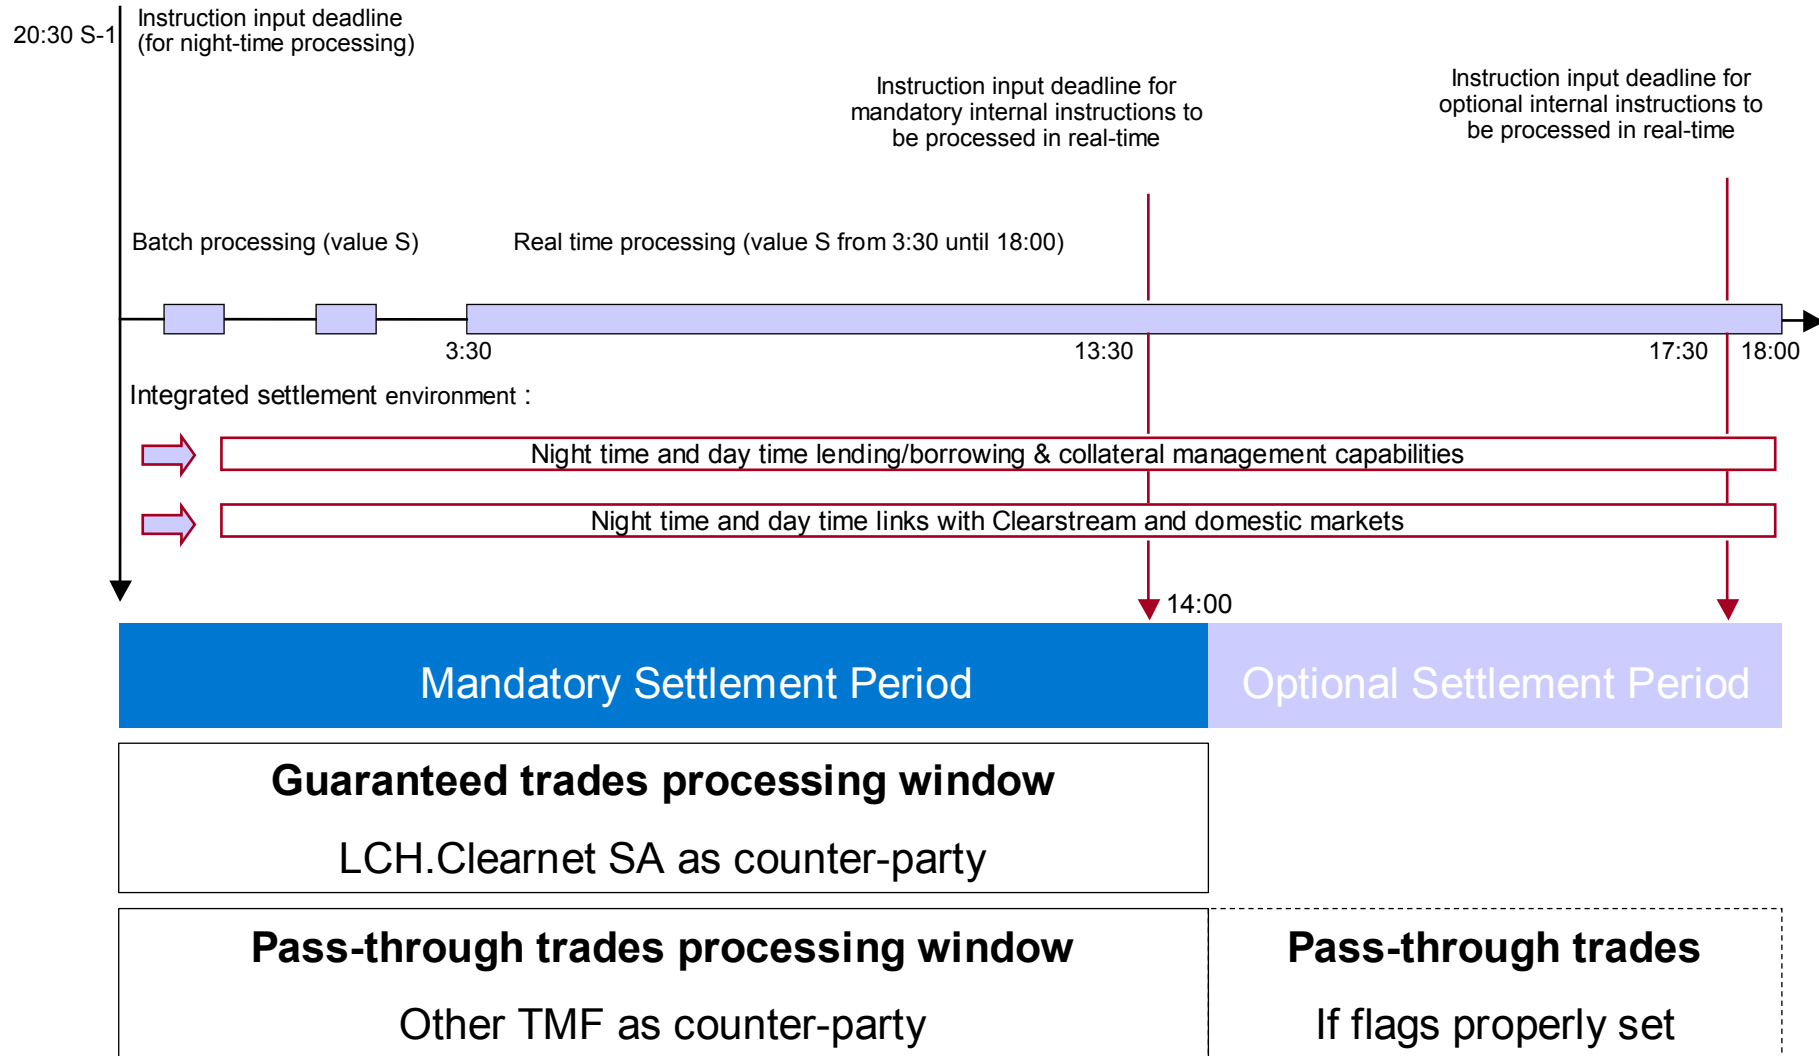 20:30 S-1
Instruction input deadline
(for night-time processing)
Instruction input deadline for
mandatory internal instructions to
be processed in real-time
Instruction input deadline for
optional internal instructions to
be processed in real-time
Batch processing (value S)
Real time processing (value S from 3:30 until 18:00)
3:30
13:30
17:30
18:00
Integrated settlement environment :
Night time and day time lending/borrowing & collateral management capabilities
Night time and day time links with Clearstream and domestic markets
14:00
Mandatory Settlement Period
Optional Settlement Period
Guaranteed trades processing window
LCH.Clearnet SA as counter-party
Pass-through trades processing window
Other TMF as counter-party
Pass-through trades
If flags properly set